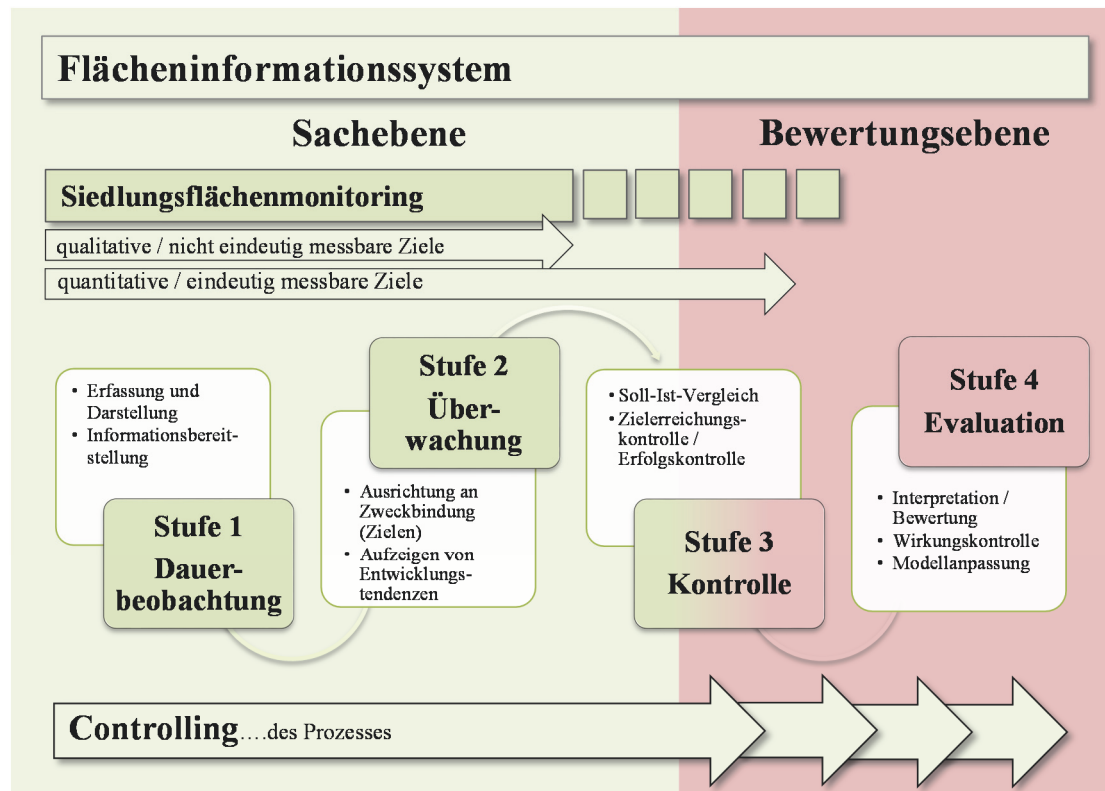 Flächeninformationssystem
Sachebene
Bewertungsebene
Siedlungsflächenmonitoring
qualitative / nicht eindeutig messbare Ziele
quantitative / eindeutig messbare Ziele
• Erfassung und
Darstellung
• Informationsbereit-
stellung
Stufe 1
Dauer-
beobachtung
Stufe 2
Über-
wachung
• Ausrichtung an
Zweckbindung
(Zielen)
• Aufzeigen von
Entwicklungs-
tendenzen
• Soll-Ist-Vergleich
• Zielerreichungs-
kontrolle /
Erfolgskontrolle
Stufe 3
Kontrolle
Stufe 4
Evaluation
• Interpretation /
Bewertung
• Wirkungskontrolle
• Modellanpassung
Controlling....des Prozesses